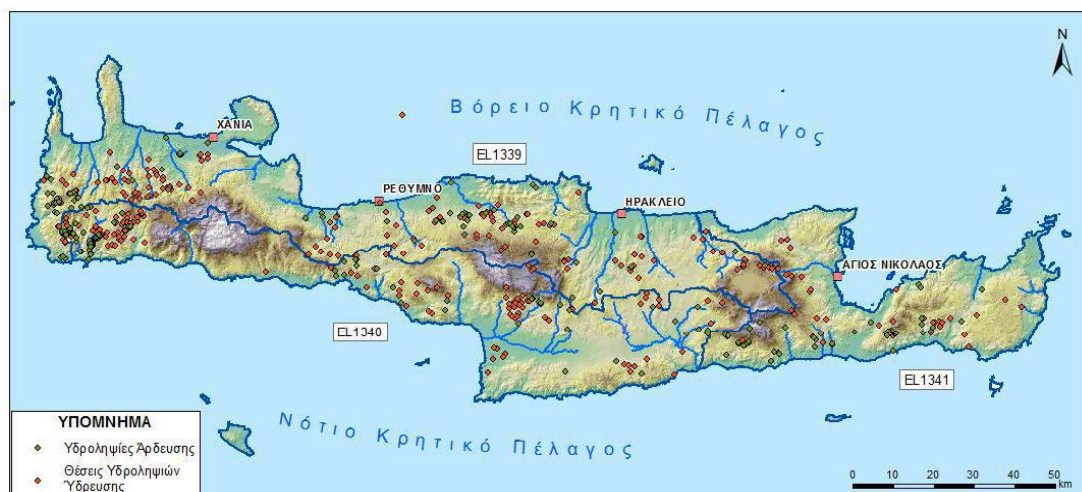 N
Βόρειο Κρητικό Πέλαγος
ΧΑΝΙΑ
EL1339
ΡΕΘΥΜΝΟ
ΗΡΑΚΛΕΙΟ
ΑΓΙΟΣ ΝΙΚΟΛΑΟΣ
EL1340
EL1341
Νότιο Κρητικό Πέλαγος
ΥΠΟΜΝΗΜΑ
Υδροληψίες Άρδευσης
Θέσεις Υδροληψιών
Ύδρευσης
0 10 20 30 40 50
km